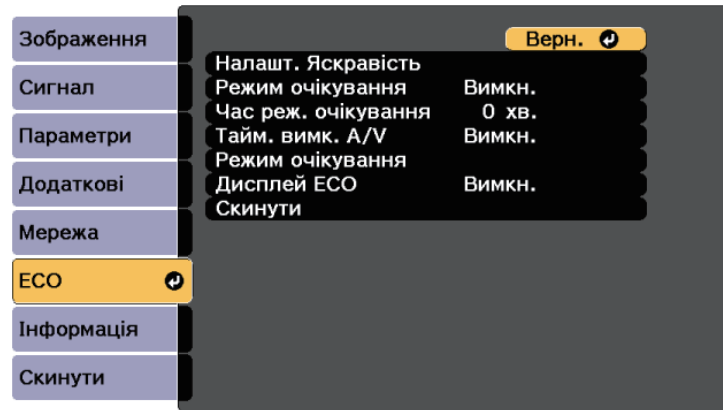 Зображення
Сигнал
Параметри
Додаткові
Мережа
ECO
Інформація
Скинути
Верн.
Налашт. Яскравість
Режим очікування Вимкн.
Час реж. очікування 0 хв.
Тайм. вимк. A/V Вимкн.
Режим очікування
Дисплей ECO Вимкн.
Скинути